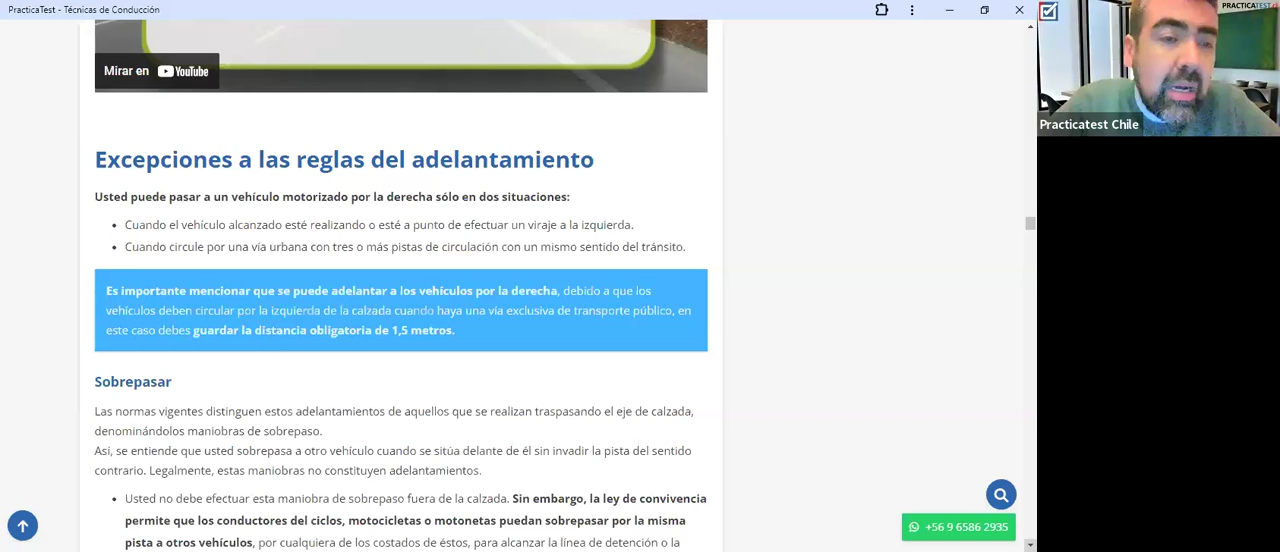 PracticaTest - Técnicas de Conducción
PRACTICATEST
Mirar en YouTube
Practicatest Chile
Excepciones a las reglas del adelantamiento
Usted puede pasar a un vehículo motorizado por la derecha sólo en dos situaciones:
• Cuando el vehículo alcanzado esté realizando o esté a punto de efectuar un viraje a la izquierda.
• Cuando circule por una vía urbana con tres o más pistas de circulación con un mismo sentido del tránsito.
Es importante mencionar que se puede adelantar a los vehículos por la derecha, debido a que los
vehículos deben circular por la izquierda de la calzada cuando haya una vía exclusiva de transporte público, en
este caso debes guardar la distancia obligatoria de 1,5 metros.
Sobrepasar
Las normas vigentes distinguen estos adelantamientos de aquellos que se realizan traspasando el eje de calzada,
denominándolos maniobras de sobrepaso.
Así, se entiende que usted sobrepasa a otro vehículo cuando se sitúa delante de él sin invadir la pista del sentido
contrario. Legalmente, estas maniobras no constituyen adelantamientos.
• Usted no debe efectuar esta maniobra de sobrepaso fuera de la calzada. Sin embargo, la ley de convivencia
permite que los conductores del ciclos, motocicletas o motonetas puedan sobrepasar por la misma
pista a otros vehículos, por cualquiera de los costados de éstos, para alcanzar la línea de detención o la
+56 9 6586 2935